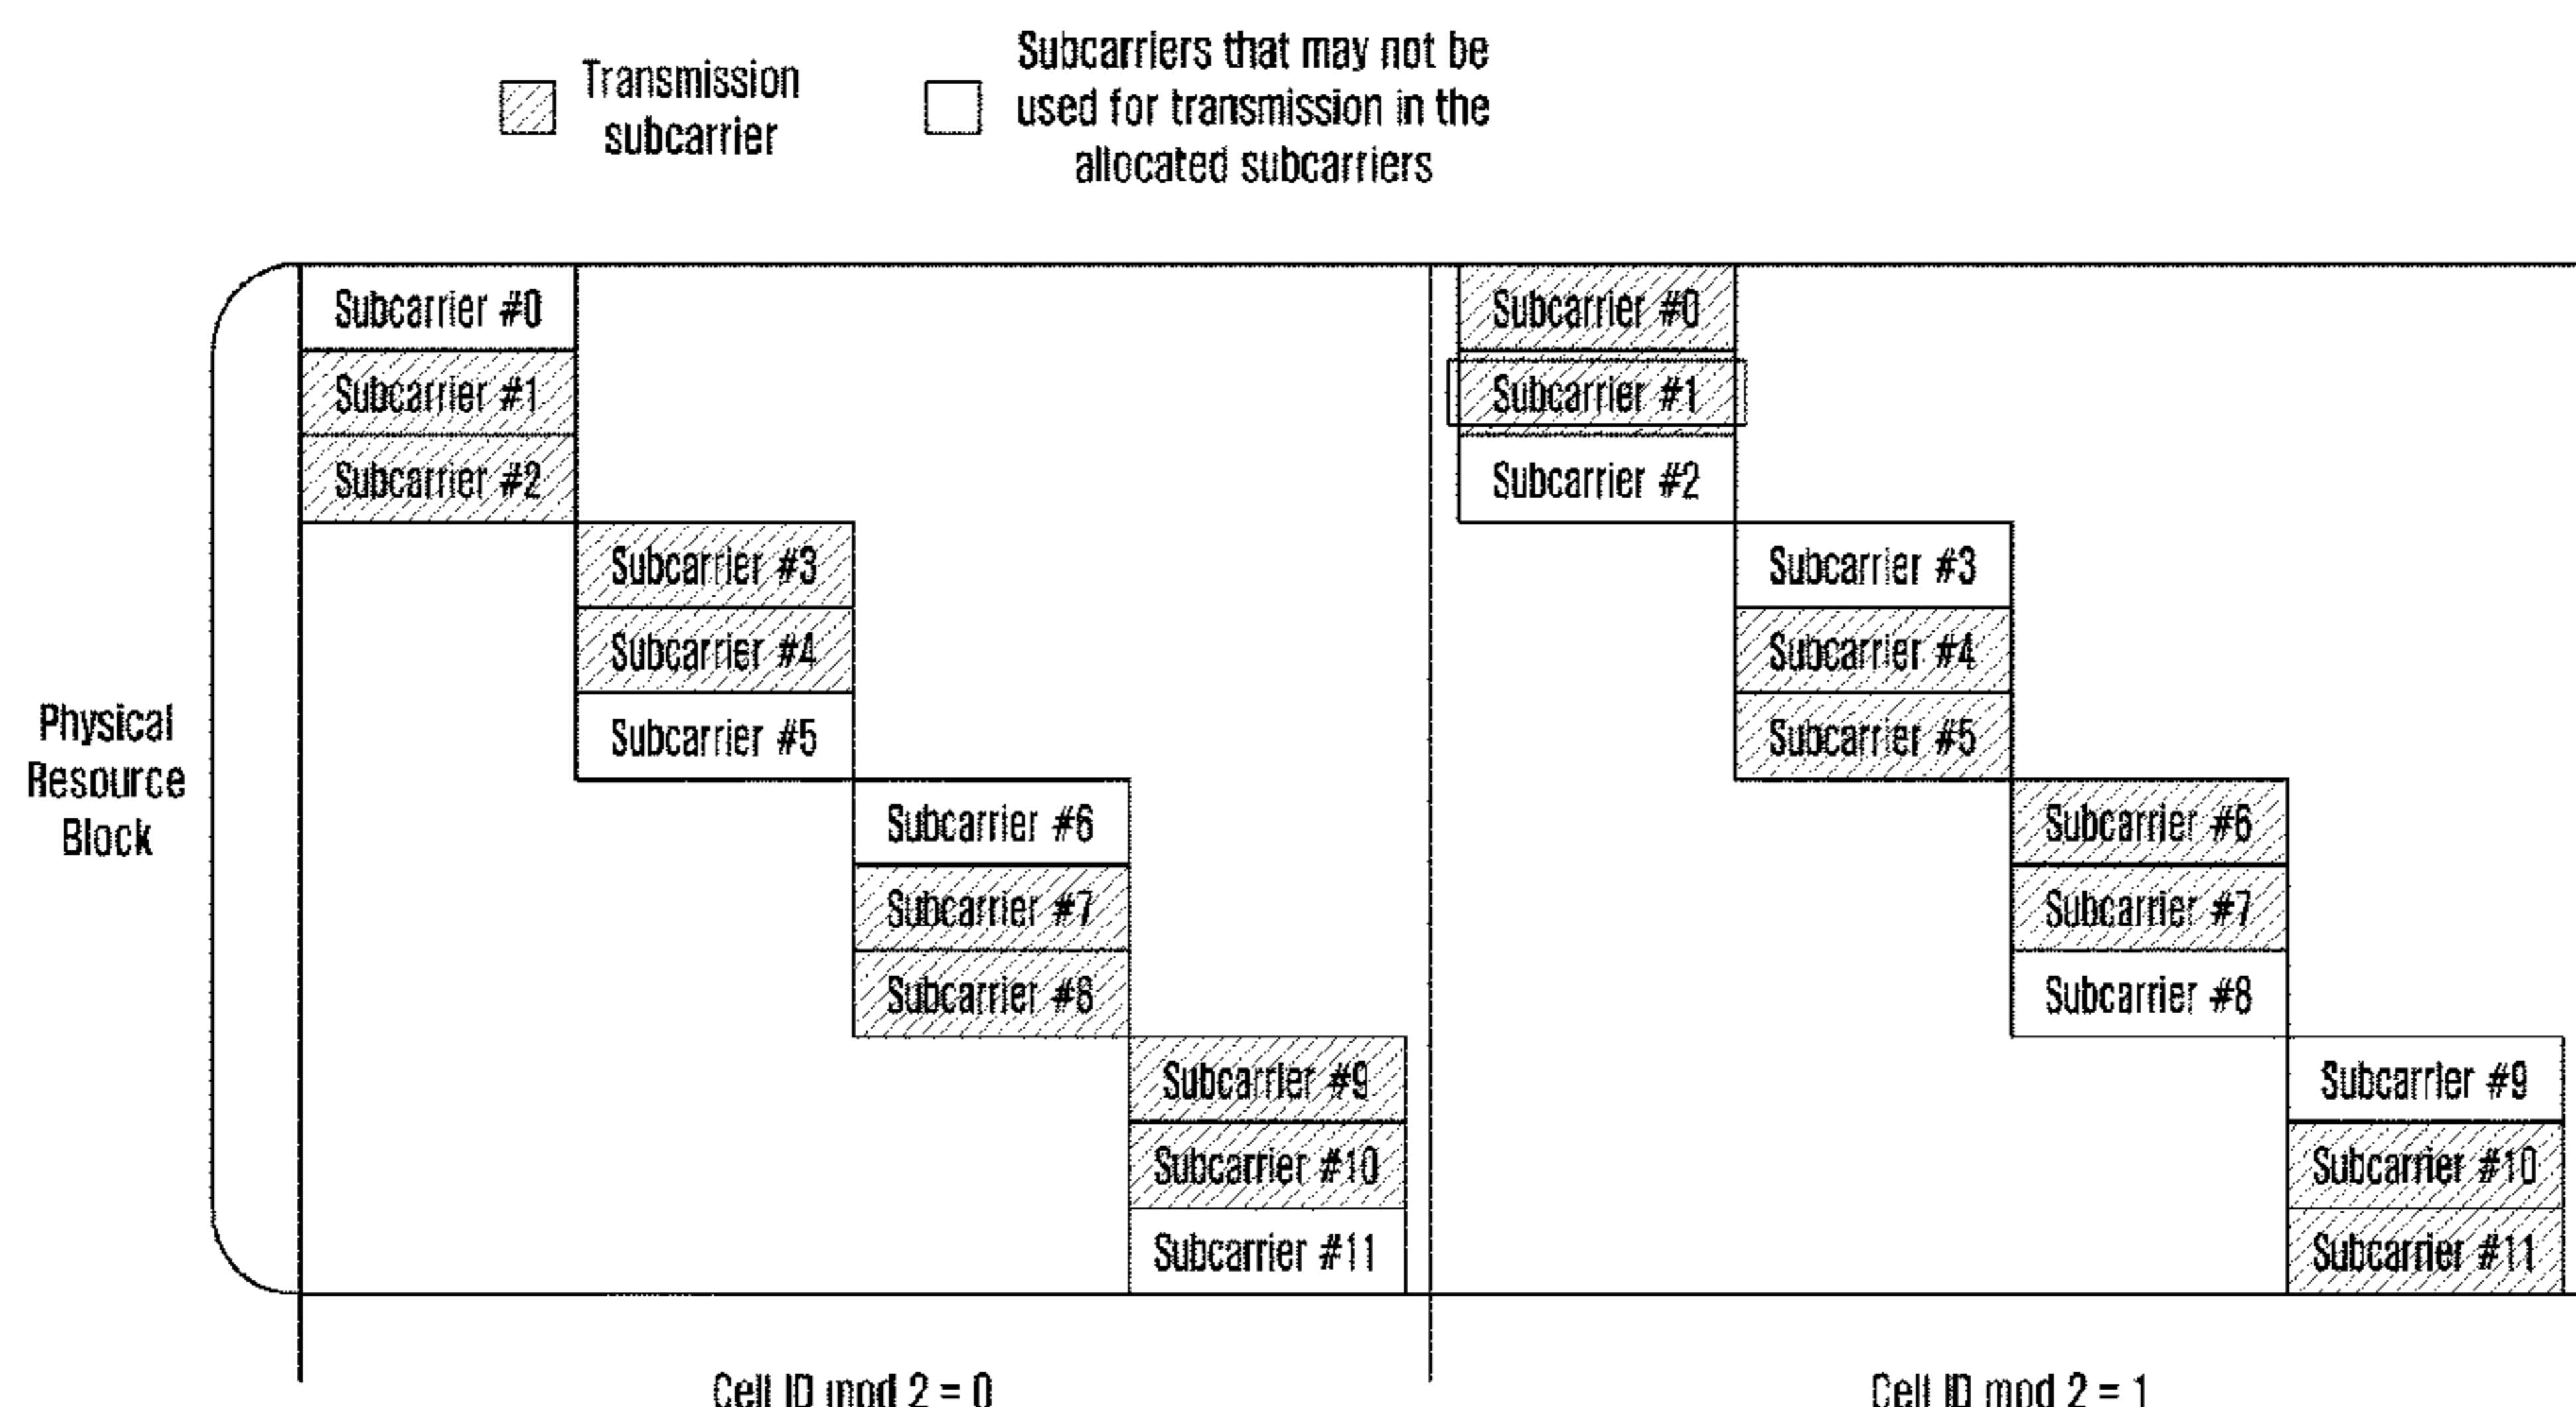 Transmission
subcarrier
Subcarriers that may not be
used for transmission in the
allocated subcarriers
Physical
Resource
Block
Subcarrier #0
Subcarrier #1
Subcarrier #2
Subcarrier #3
Subcarrier #4
Subcarrier #5
Subcarrier #6
Subcarrier #7
Subcarrier #8
Subcarrier #9
Subcarrier #10
Subcarrier #11
Cell ID mod 2 = 0
Subcarrier #0
Subcarrier #1
Subcarrier #2
Subcarrier #3
Subcarrier #4
Subcarrier #5
Subcarrier #6
Subcarrier #7
Subcarrier #8
Subcarrier #9
Subcarrier #10
Subcarrier #11
Cell ID mod 2 = 1